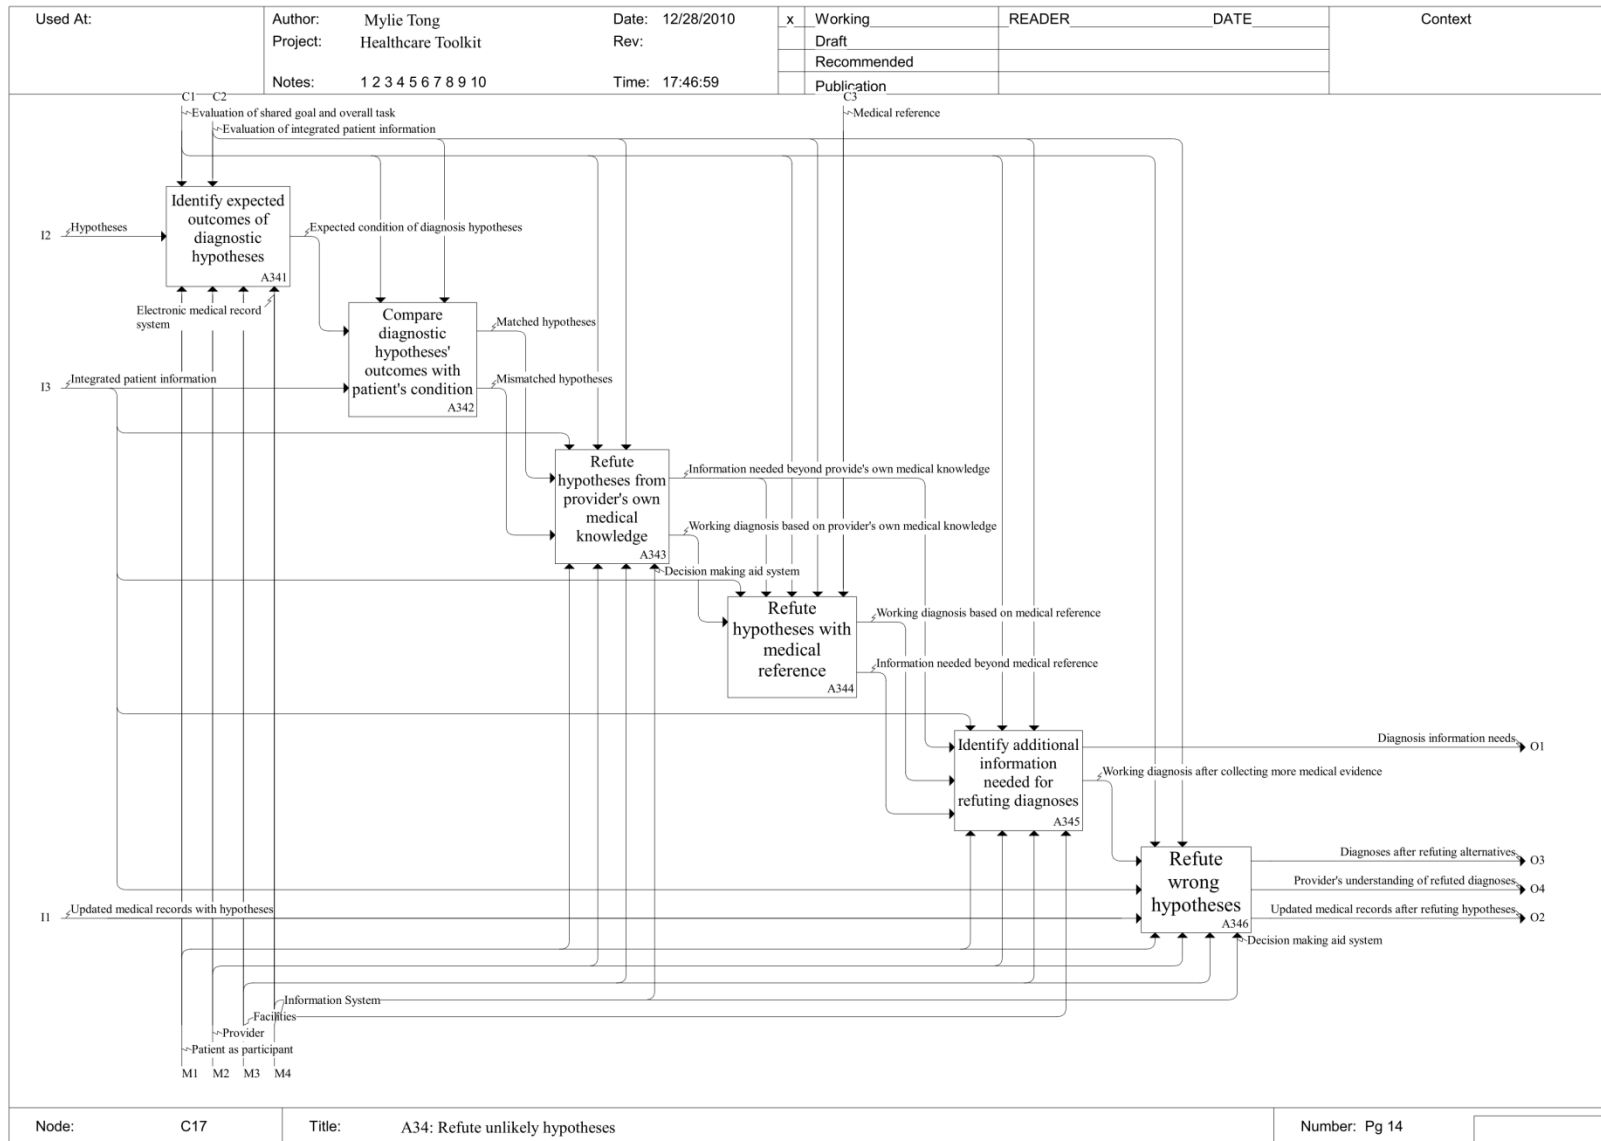 Used At:
Author: Mylie Tong
Date: 12/28/2010
x Working
READER
DATE
Context
Project: Healthcare Toolkit
Rev:
Draft
Recommended
Notes: 1 2 3 4 5 6 7 8 9 10
Time: 17:46:59
Publication
C1 C2
C3
Evaluation of shared goal and overall task
Medical reference
Evaluation of integrated patient information
Identify expected
outcomes of
diagnostic
hypotheses
A341
I2
Hypotheses
Expected condition of diagnosis hypotheses
Electronic medical record
system
Compare
diagnostic
hypotheses'
outcomes with
patient's condition
A342
Matched hypotheses
Mismatched hypotheses
I3
Integrated patient information
Refute
hypotheses from
provider's own
medical
knowledge
A343
Information needed beyond provide's own medical knowledge
Working diagnosis based on provider's own medical knowledge
Decision making aid system
Refute
hypotheses with
medical
reference
A344
Working diagnosis based on medical reference
Information needed beyond medical reference
Identify additional
information
needed for
refuting diagnoses
A345
Diagnosis information needs
O1
Working diagnosis after collecting more medical evidence
Refute
wrong
hypotheses
A346
Diagnoses after refuting alternatives
O3
Provider's understanding of refuted diagnoses
O4
Updated medical records after refuting hypotheses
O2
I1
Updated medical records with hypotheses
Decision making aid system
Information System
Facilities
Provider
Patient as participant
M1 M2 M3 M4
Node: C17
Title: A34: Refute unlikely hypotheses
Number: Pg 14